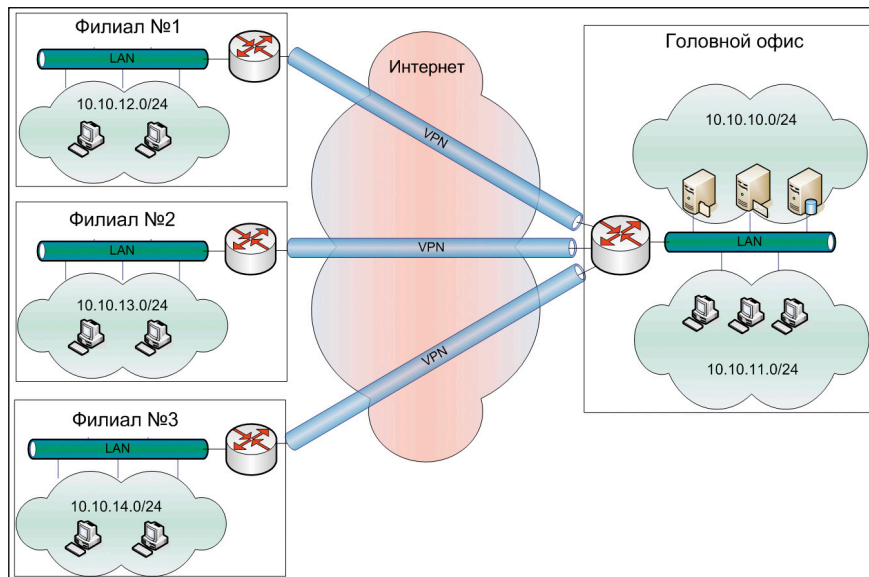 Филиал №1
LAN
10.10.12.0/24
Филиал №2
LAN
10.10.13.0/24
Филиал №3
LAN
10.10.14.0/24
Интернет
VPN
VPN
VPN
Головной офис
10.10.10.0/24
LAN
10.10.11.0/24